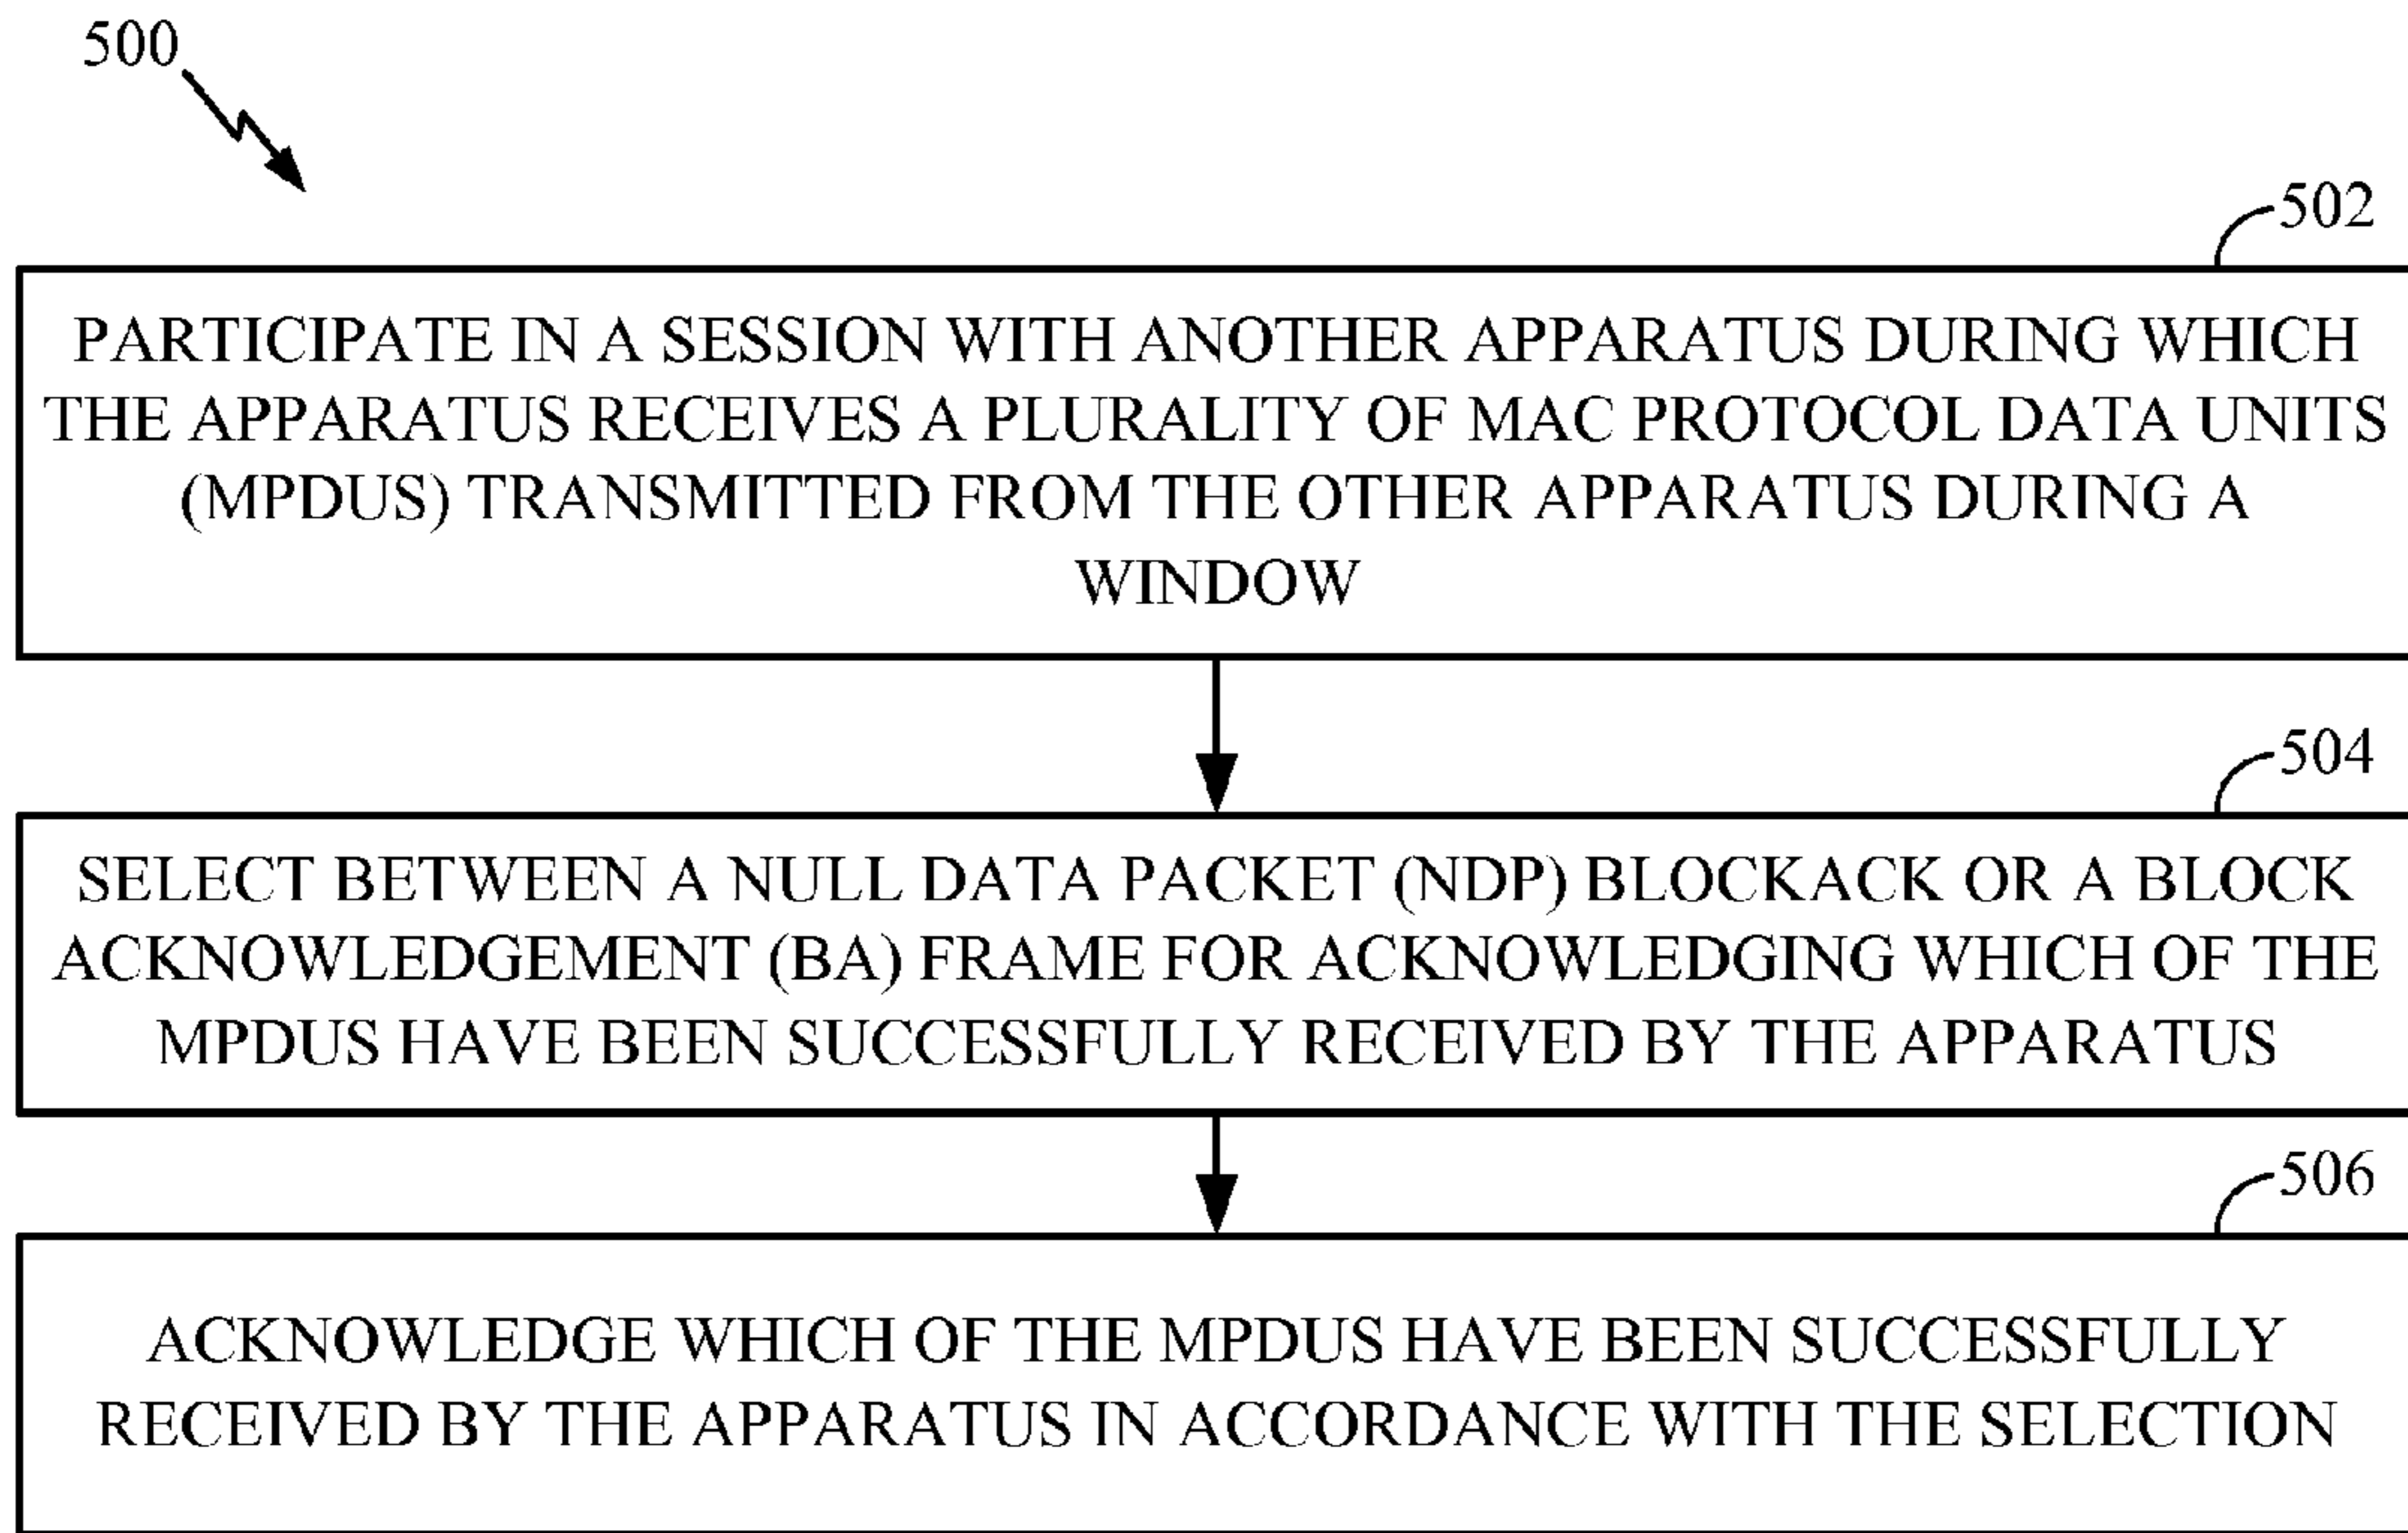 500
502
PARTICIPATE IN A SESSION WITH ANOTHER APPARATUS DURING WHICH
THE APPARATUS RECEIVES A PLURALITY OF MAC PROTOCOL DATA UNITS
(MPDUS) TRANSMITTED FROM THE OTHER APPARATUS DURING A
WINDOW
504
SELECT BETWEEN A NULL DATA PACKET (NDP) BLOCKACK OR A BLOCK
ACKNOWLEDGEMENT (BA) FRAME FOR ACKNOWLEDGING WHICH OF THE
MPDUS HAVE BEEN SUCCESSFULLY RECEIVED BY THE APPARATUS
506
ACKNOWLEDGE WHICH OF THE MPDUS HAVE BEEN SUCCESSFULLY
RECEIVED BY THE APPARATUS IN ACCORDANCE WITH THE SELECTION